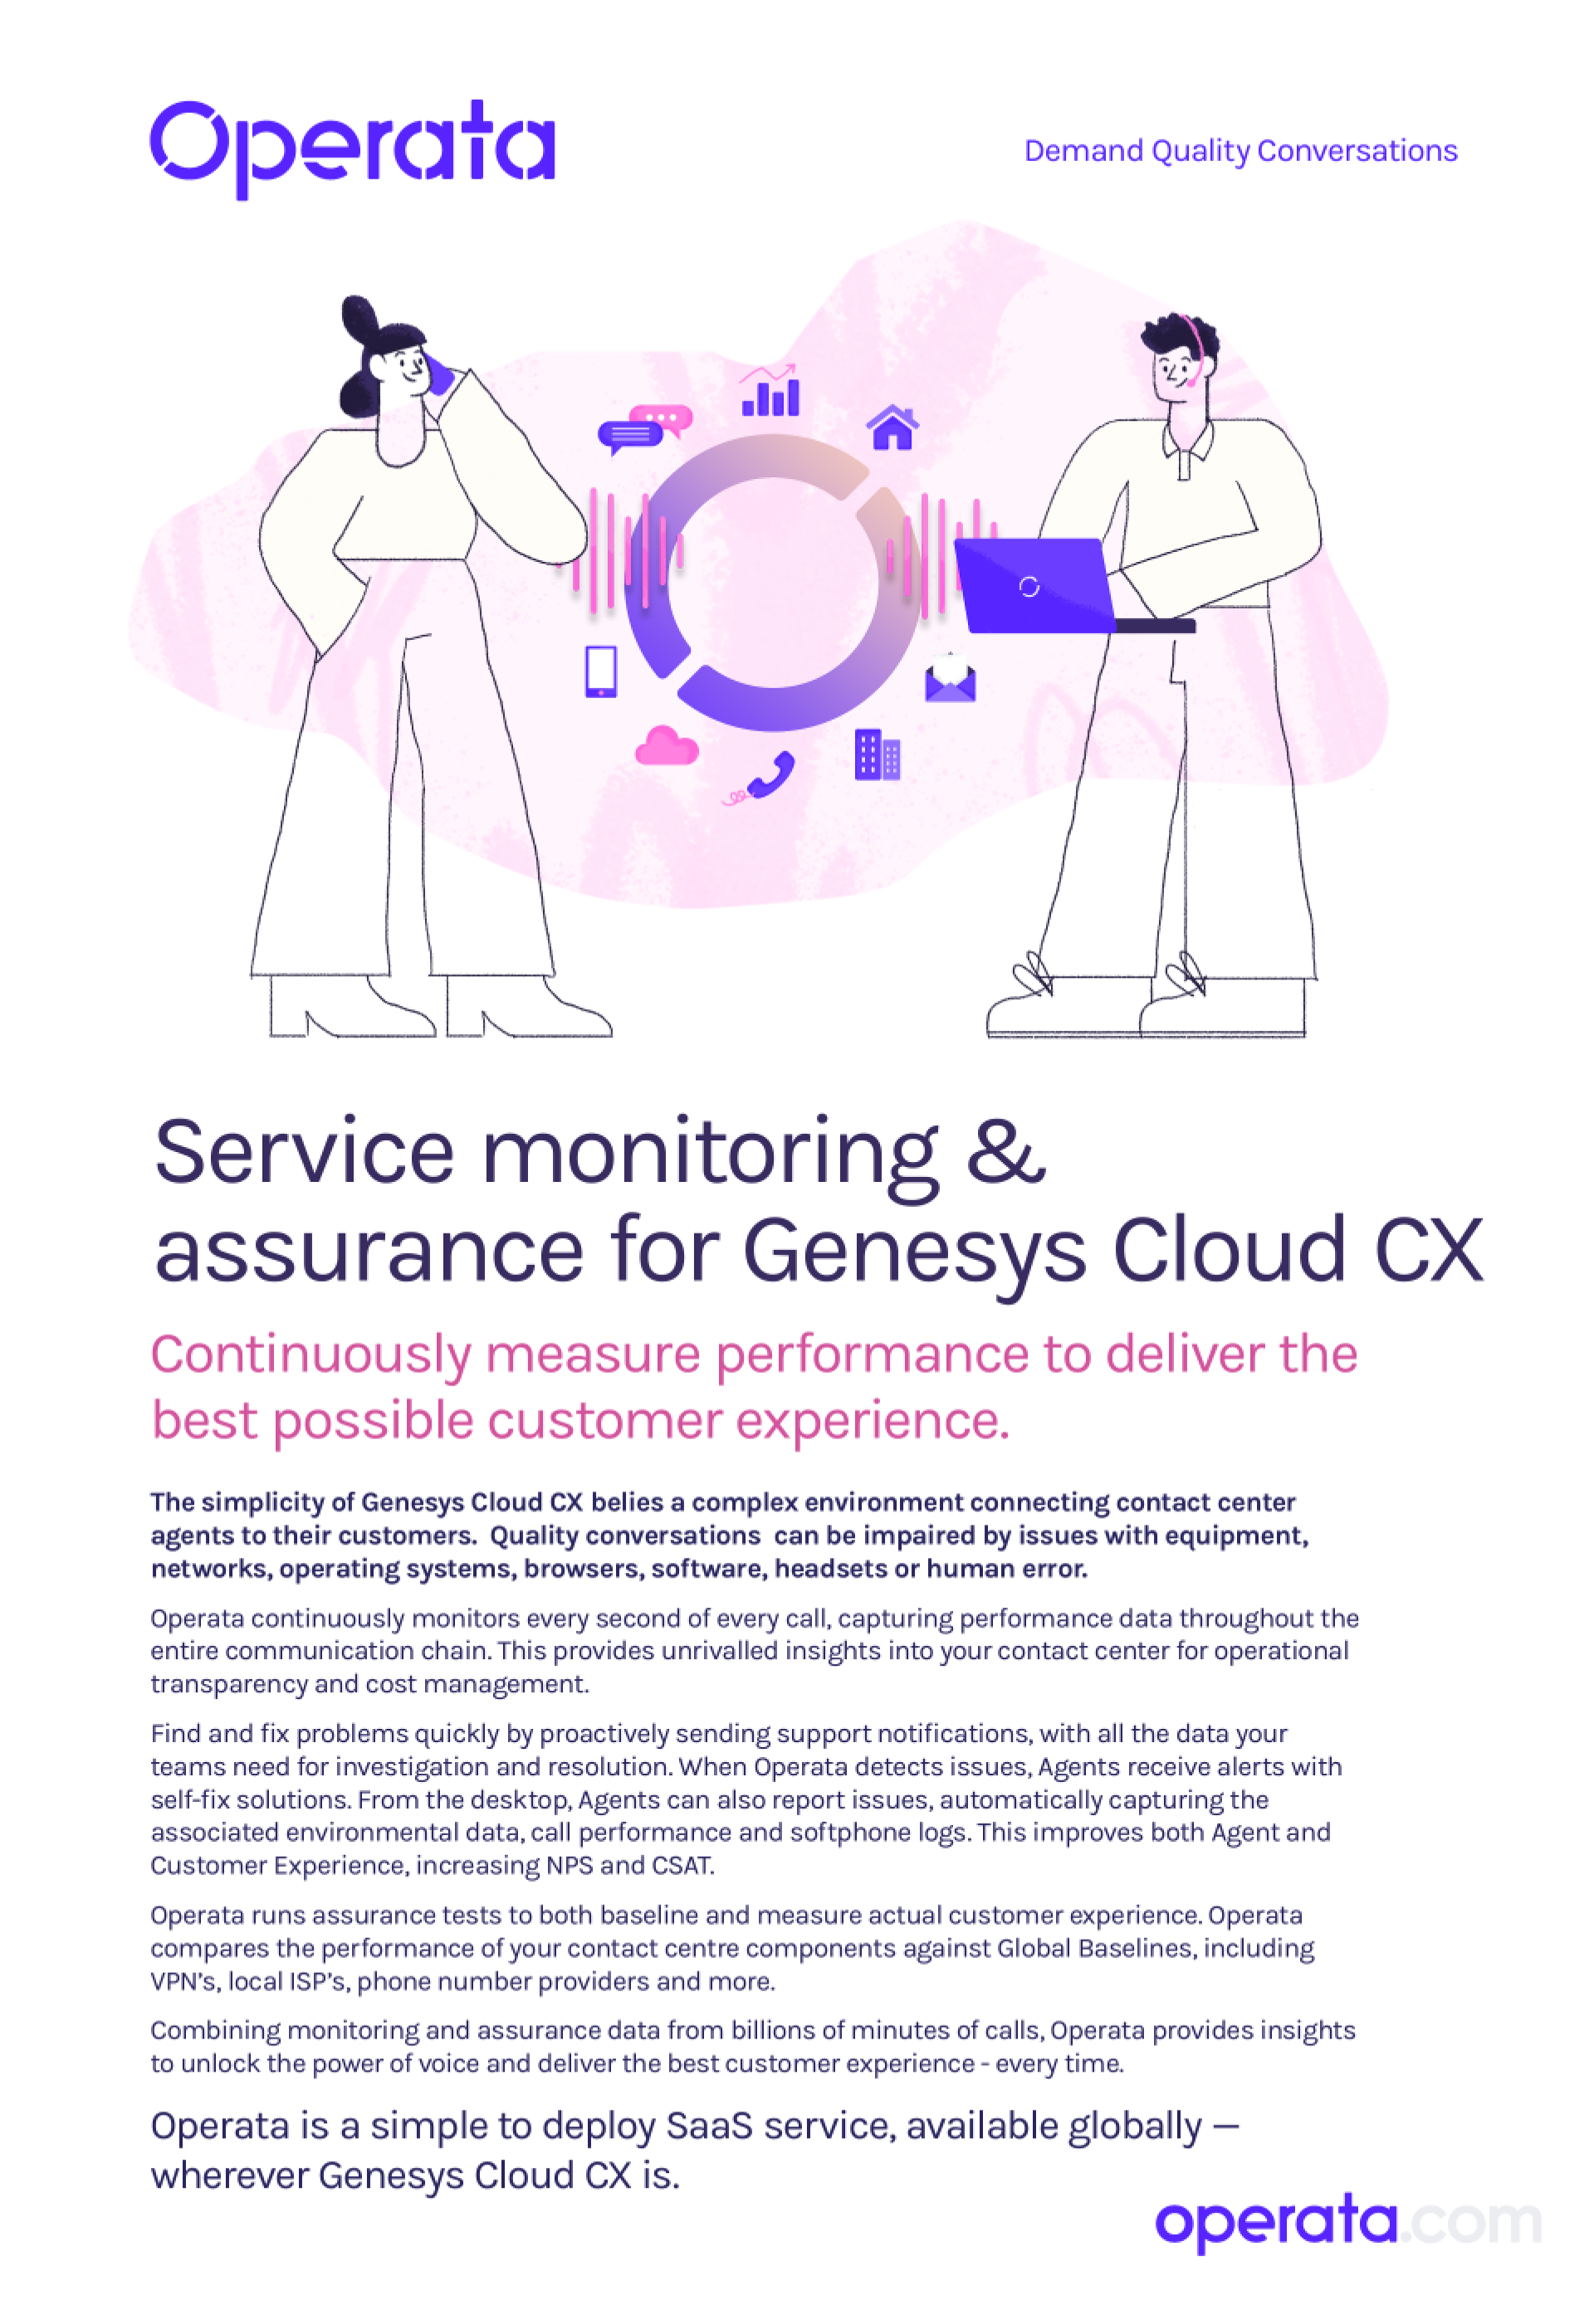 Operata
Demand Quality Conversations
Service monitoring &
assurance for Genesys Cloud CX
Continuously measure performance to deliver the
best possible customer experience.
The simplicity of Genesys Cloud CX belies a complex environment connecting contact center
agents to their customers.  Quality conversations  can be impaired by issues with equipment,
networks, operating systems, browsers, software, headsets or human error.
Operata continuously monitors every second of every call, capturing performance data throughout the
entire communication chain. This provides unrivalled insights into your contact center for operational
transparency and cost management.
Find and fix problems quickly by proactively sending support notifications, with all the data your
teams need for investigation and resolution. When Operata detects issues, Agents receive alerts with
self-fix solutions. From the desktop, Agents can also report issues, automatically capturing the
associated environmental data, call performance and softphone logs. This improves both Agent and
Customer Experience, increasing NPS and CSAT.
Operata runs assurance tests to both baseline and measure actual customer experience. Operata
compares the performance of your contact centre components against Global Baselines, including
VPN’s, local ISP’s, phone number providers and more.
Combining monitoring and assurance data from billions of minutes of calls, Operata provides insights
to unlock the power of voice and deliver the best customer experience - every time.
Operata is a simple to deploy SaaS service, available globally —
wherever Genesys Cloud CX is.
operata.com